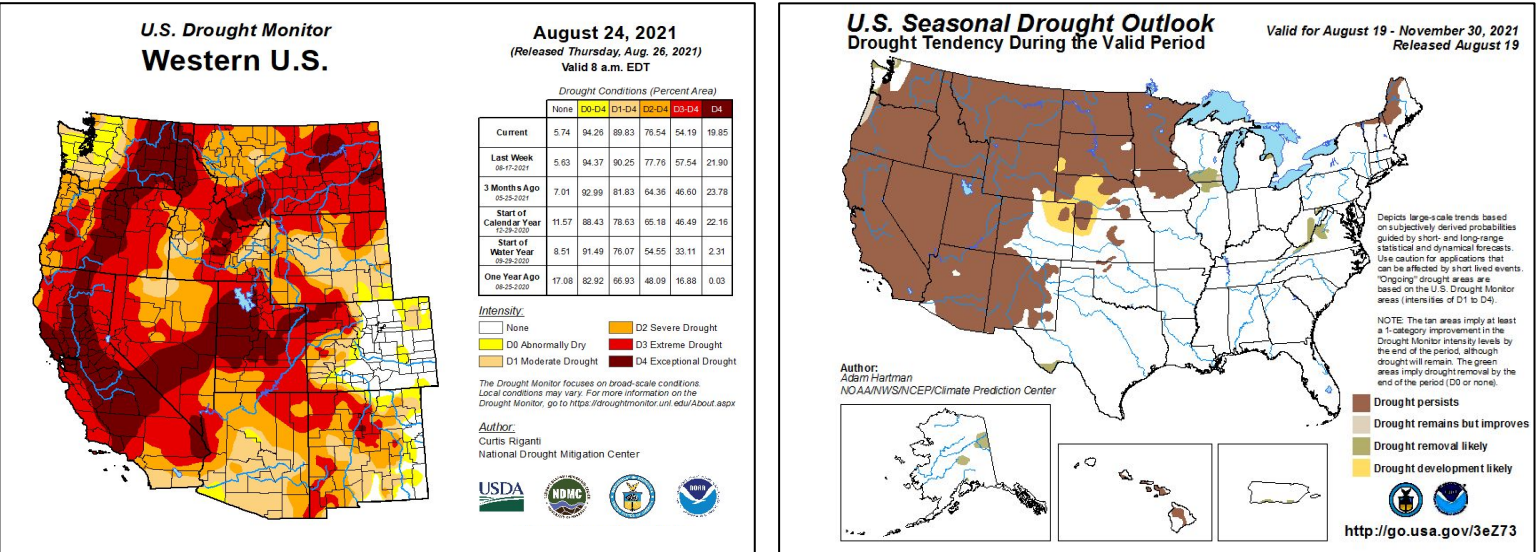 U.S. Drought Monitor
Western U.S.
August 24, 2021
(Released Thursday, Aug. 26, 2021)
Valid 8 a.m. EDT
Drought Conditions (Percent Area)
None D0-D4 D1-D4 D2-D4 D3-D4 D4
Current 5.74 94.26 89.83 76.54 54.19 19.85
Last Week
08-17-2021 5.63 94.37 90.25 77.76 57.54 21.90
3 Months Ago
05-25-2021 7.01 92.99 81.83 64.36 46.60 23.78
Start of
Calendar Year
12-29-2020 11.57 88.43 78.63 65.18 46.49 22.16
Start of
Water Year
09-29-2020 8.51 91.49 76.07 54.55 33.11 2.31
One Year Ago
08-25-2020 17.08 82.92 66.93 48.09 16.88 0.03
Intensity:
None
D0 Abnormally Dry
D1 Moderate Drought
D2 Severe Drought
D3 Extreme Drought
D4 Exceptional Drought
The Drought Monitor focuses on broad-scale conditions.
Local conditions may vary. For more information on the
Drought Monitor, go to https://droughtmonitor.unl.edu/About.aspx
Author:
Curtis Riganti
National Drought Mitigation Center
USDA
NDMC
NOAA
U.S. Seasonal Drought Outlook
Drought Tendency During the Valid Period
Valid for August 19 - November 30, 2021
Released August 19
Depicts large-scale trends based
on subjectively derived probabilities
guided by short- and long-range
statistical and dynamical forecasts.
Use caution for applications that
can be affected by short lived events.
"Ongoing" drought areas are
based on the U.S. Drought Monitor
areas (intensities of D1 to D4).
NOTE: The tan areas imply at least
a 1-category improvement in the
Drought Monitor intensity levels by
the end of the period, although
drought will remain. The green
areas imply drought removal by the
end of the period (D0 or none).
Author:
Adam Hartman
NOAA/NWS/NCEP/Climate Prediction Center
Drought persists
Drought remains but improves
Drought removal likely
Drought development likely
http://go.usa.gov/3eZ73